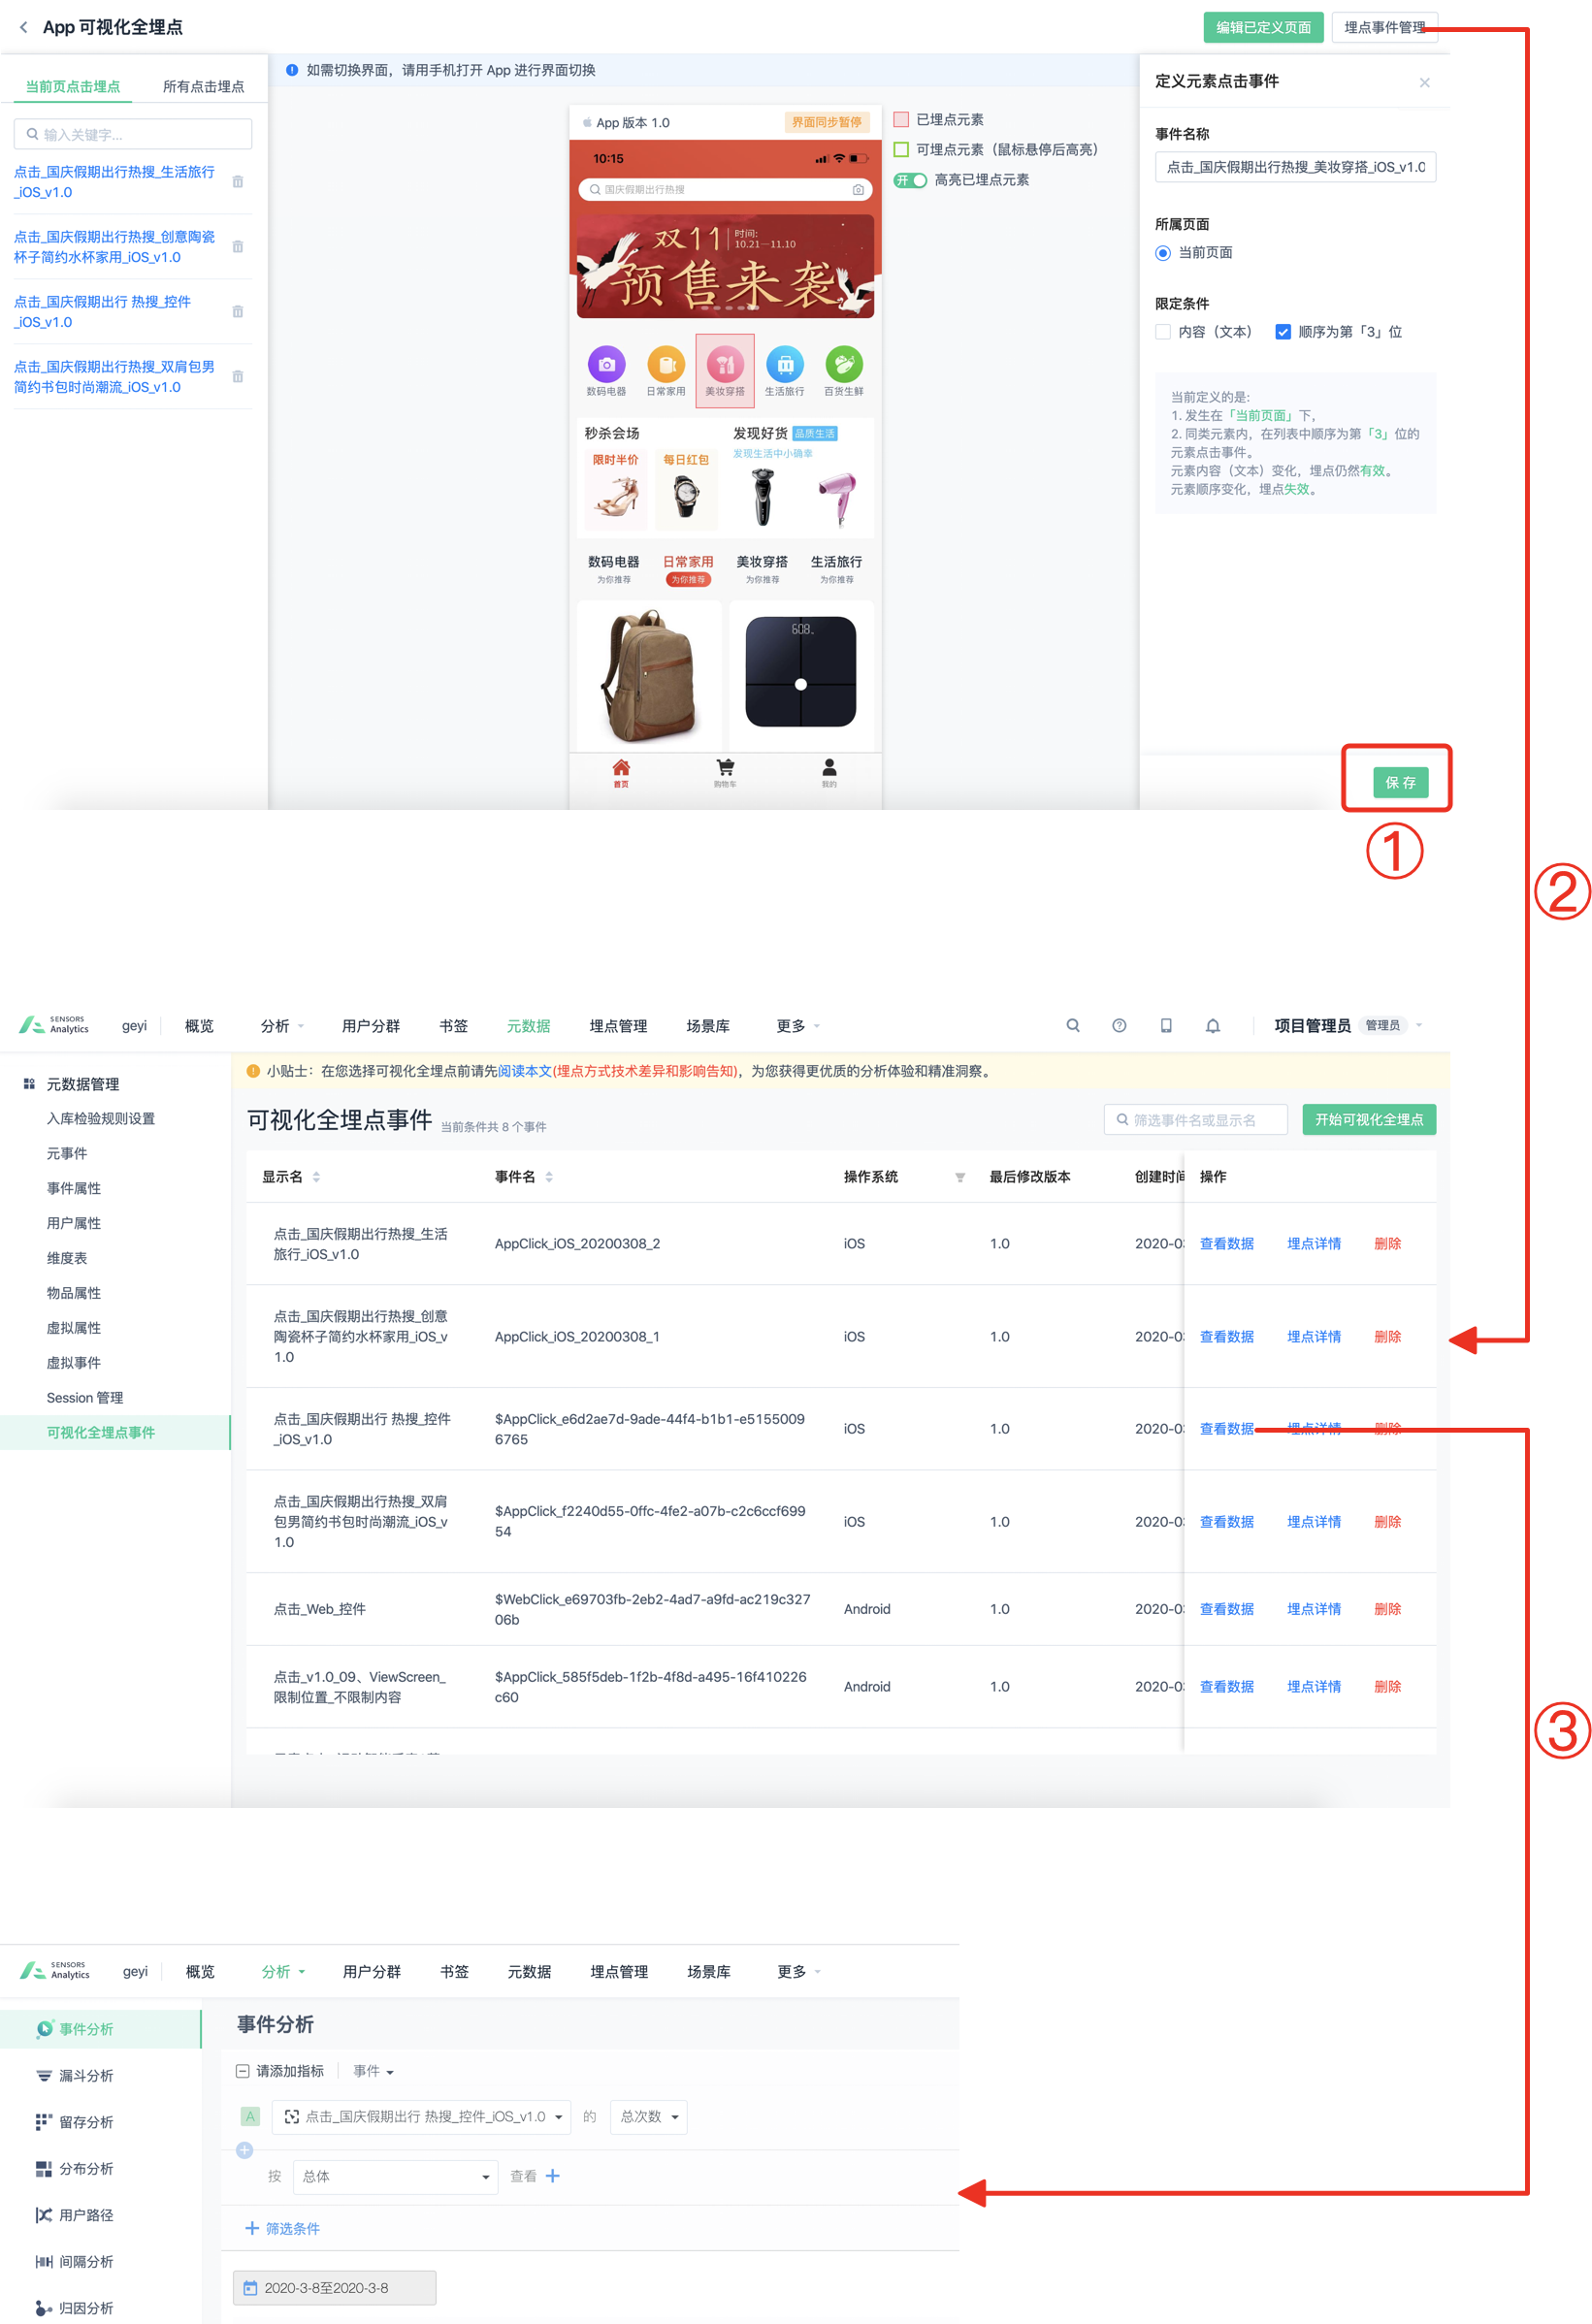 App 可视化全埋点
编辑已定义页面
埋点事件管理
当前页点击埋点
所有点击埋点
输入关键字...
点击_国庆假期出行热搜_生活旅行
_iOS_v1.0
点击_国庆假期出行热搜_创意陶瓷
杯子简约水杯家用_iOS_v1.0
点击_国庆假期出行 热搜_控件
_iOS_v1.0
点击_国庆假期出行热搜_双肩包男
简约书包时尚潮流_iOS_v1.0
如需切换界面，请用手机打开 App 进行界面切换
App 版本 1.0
界面同步暂停
10:15
国庆假期出行热搜
双11
时间:
10.21—11.10
预售来袭
数码电器
日常家用
美妆穿搭
生活旅行
百货生鲜
秒杀会场
发现好货
品质生活
限时半价
每日红包
发现生活中小确幸
数码电器
日常家用
美妆穿搭
生活旅行
为你推荐
为你推荐
为你推荐
为你推荐
首页
购物车
我的
已埋点元素
可埋点元素（鼠标悬停后高亮）
开
高亮已埋点元素
定义元素点击事件
事件名称
点击_国庆假期出行热搜_美妆穿搭_iOS_v1.0
所属页面
当前页面
限定条件
内容（文本）
顺序为第「3」位
当前定义的是:
1. 发生在「当前页面」下，
2. 同类元素内，在列表中顺序为第「3」位的
元素点击事件。
元素内容（文本）变化，埋点仍然有效。
元素顺序变化，埋点失效。
保 存
①
②
SENSORS
Analytics
geyi
概览
分析
用户分群
书签
元数据
埋点管理
场景库
更多
项目管理员
管理员
元数据管理
入库检验规则设置
元事件
事件属性
用户属性
维度表
物品属性
虚拟属性
虚拟事件
Session 管理
可视化全埋点事件
小贴士：在您选择可视化全埋点前请先阅读本文(埋点方式技术差异和影响告知)，为您获得更优质的分析体验和精准洞察。
可视化全埋点事件
当前条件共 8 个事件
筛选事件名或显示名
开始可视化全埋点
显示名
事件名
操作系统
最后修改版本
创建时间
操作
点击_国庆假期出行热搜_生活
旅行_iOS_v1.0
AppClick_iOS_20200308_2
iOS
1.0
2020-0
查看数据
埋点详情
删除
点击_国庆假期出行热搜_创意
陶瓷杯子简约水杯家用_iOS_v
1.0
AppClick_iOS_20200308_1
iOS
1.0
2020-0
查看数据
埋点详情
删除
点击_国庆假期出行 热搜_控件
_iOS_v1.0
$AppClick_e6d2ae7d-9ade-44f4-b1b1-e5155009
6765
iOS
1.0
2020-0
查看数据
埋点详情
删除
点击_国庆假期出行热搜_双肩
包男简约书包时尚潮流_iOS_v
1.0
$AppClick_f2240d55-0ffc-4fe2-a07b-c2c6ccf699
54
iOS
1.0
2020-0
查看数据
埋点详情
删除
点击_Web_控件
$WebClick_e69703fb-2eb2-4ad7-a9fd-ac219c327
06b
Android
1.0
2020-0
查看数据
埋点详情
删除
点击_v1.0_09、ViewScreen_
限制位置_不限制内容
$AppClick_585f5deb-1f2b-4f8d-a495-16f410226
c60
Android
1.0
2020-0
查看数据
埋点详情
删除
③
SENSORS
Analytics
geyi
概览
分析
用户分群
书签
元数据
埋点管理
场景库
更多
事件分析
漏斗分析
留存分析
分布分析
用户路径
间隔分析
归因分析
事件分析
请添加指标
事件
A
点击_国庆假期出行 热搜_控件_iOS_v1.0
的
总次数
按
总体
查看
筛选条件
2020-3-8至2020-3-8